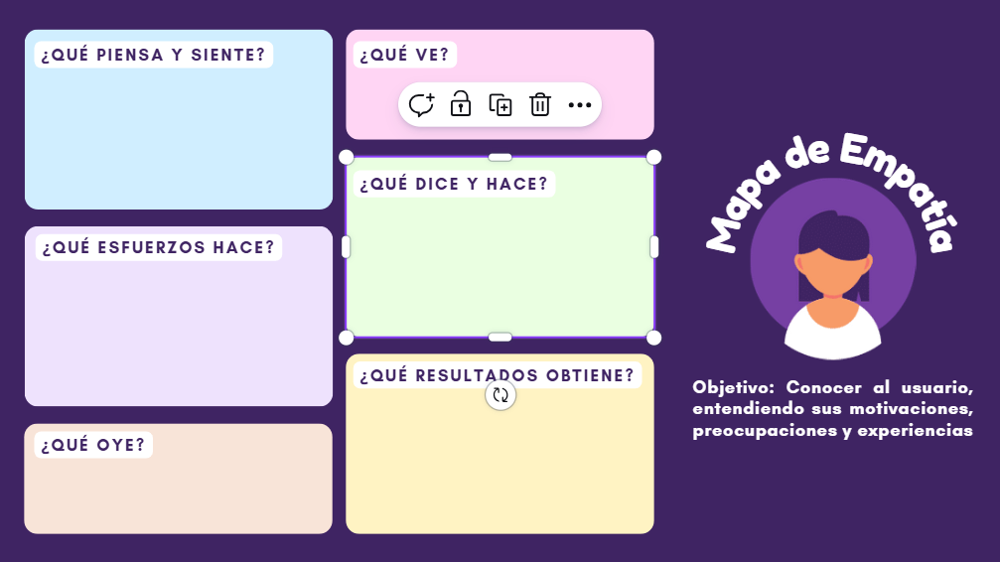 ¿QUÉ PIENSA Y SIENTE?
¿QUÉ VE?
¿QUÉ DICE Y HACE?
¿QUÉ ESFUERZOS HACE?
¿QUÉ RESULTADOS OBTIENE?
¿QUÉ OYE?
Mapa de Empatía
Objetivo: Conocer al usuario,
entendiendo sus motivaciones,
preocupaciones y experiencias